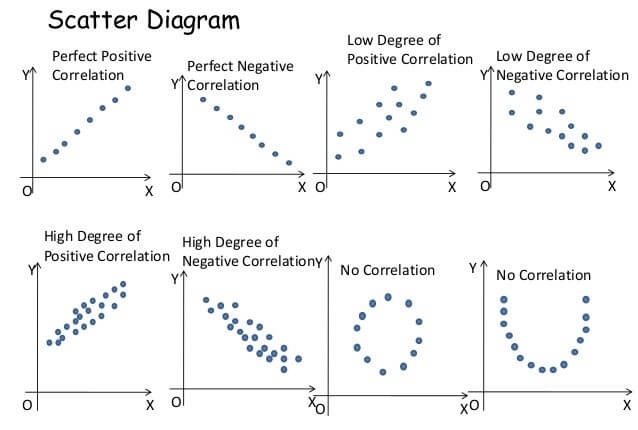 Scatter Diagram
Perfect Positive
Correlation
Y
O
X
Perfect Negative
Correlation
Y
O
X
Low Degree of
Positive Correlation
Y
O
X
Low Degree of
Negative Correlation
Y
O
X
High Degree of
Positive Correlation
Y
O
X
High Degree of
Negative Correlation
Y
O
X
Y
No Correlation
O
X
Y
No Correlation
O
X